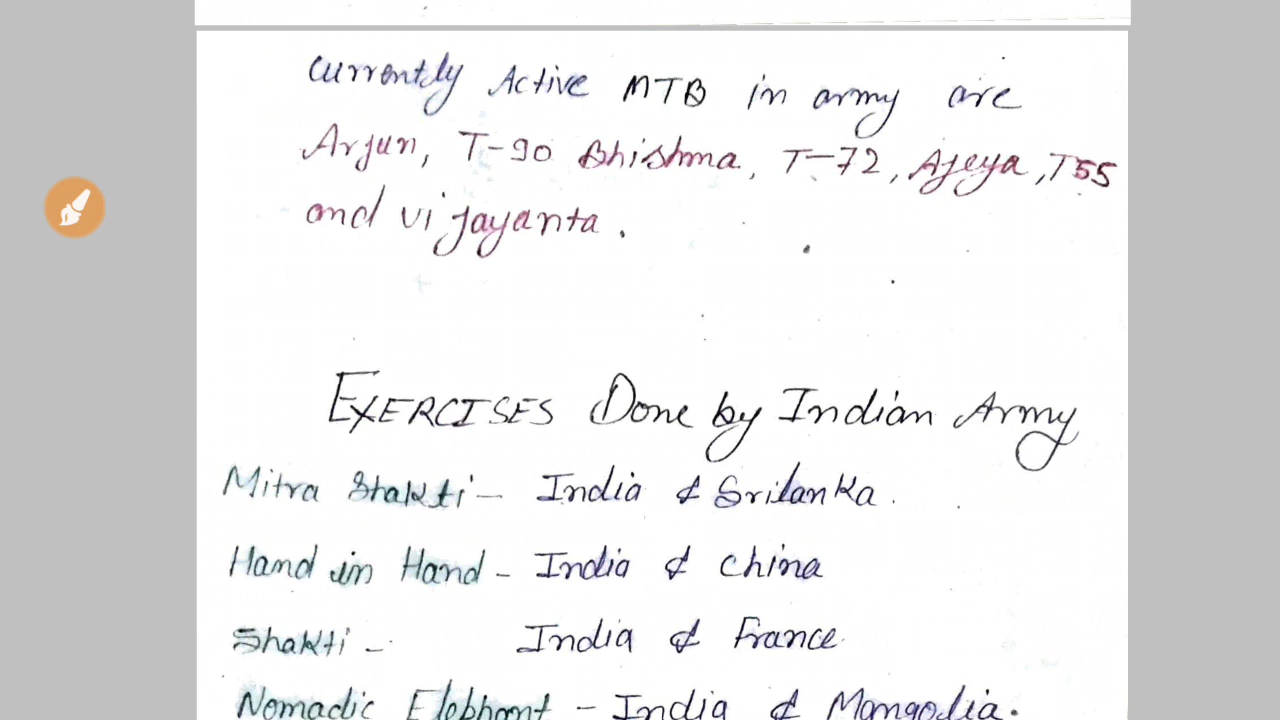 Currently Active MTB in army are
Arjun, T-90 Bhishma, T-72, Ajeya, T55
and vijayanta.
EXERCISES Done by Indian Army
Mitra Shakti - India & Srilanka.
Hand in Hand - India & China
Shakti - India & France
Nomadic Elephant - India & Mongolia.